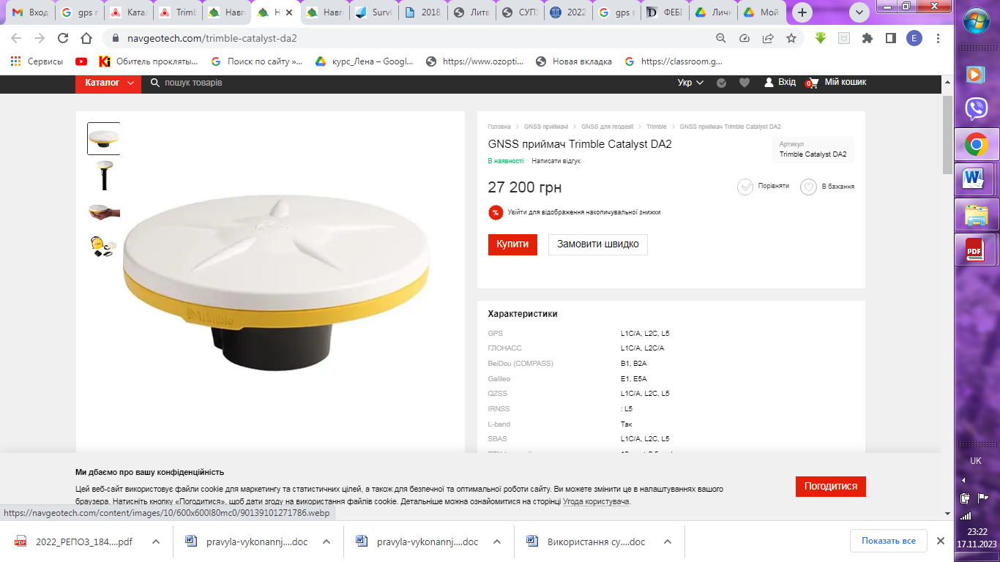 Вход
gps п
Катал
Trimb
Навго
Н
Навго
SurvC
2018
Литв
СУПУ
2022
gps в
ФЕБІ
Личн
Мой
navgeotech.com/trimble-catalyst-da2
E
Сервисы
Обитель прокляты...
Поиск по сайту »...
курс_Лена – Googl...
https://www.ozopti...
Новая вкладка
https://classroom.g...
Каталог
пошук товарів
Укр
Вхід
0
Мій кошик
Головна > GNSS приймачі > GNSS для геодезії > Trimble > GNSS приймач Trimble Catalyst DA2
GNSS приймач Trimble Catalyst DA2
Артикул
Trimble Catalyst DA2
В наявності Написати відгук
27 200 грн
Порівняти
В бажання
% Увійти для відображення накопичувальної знижки
Купити
Замовити швидко
Trimble
Характеристики
GPS L1C/A, L2C, L5
ГЛОНАСС L1C/A, L2C/A
BeiDou (COMPASS) B1, B2A
Galileo E1, E5A
QZSS L1C/A, L2C, L5
IRNSS : L5
L-band Так
SBAS L1C/A, L2C, L5
Ми дбаємо про вашу конфіденційність
Цей веб-сайт використовує файли cookie для маркетингу та статистичних цілей, а також для безпечної та оптимальної роботи сайту. Ви можете змінити це в налаштуваннях вашого
браузера. Натисніть кнопку «Погодитися», щоб дати згоду на використання файлів cookie. Детальніше можна ознайомитися на сторінці Угода користувача.
Погодитися
https://navgeotech.com/content/images/10/600x600l80mc0/90139101271786.webp
2022_РЕПОЗ_184....pdf
pravyla-vykonannj....doc
pravyla-vykonannj....doc
Використання су....doc
Показать все
PDF
UK
23:22
17.11.2023